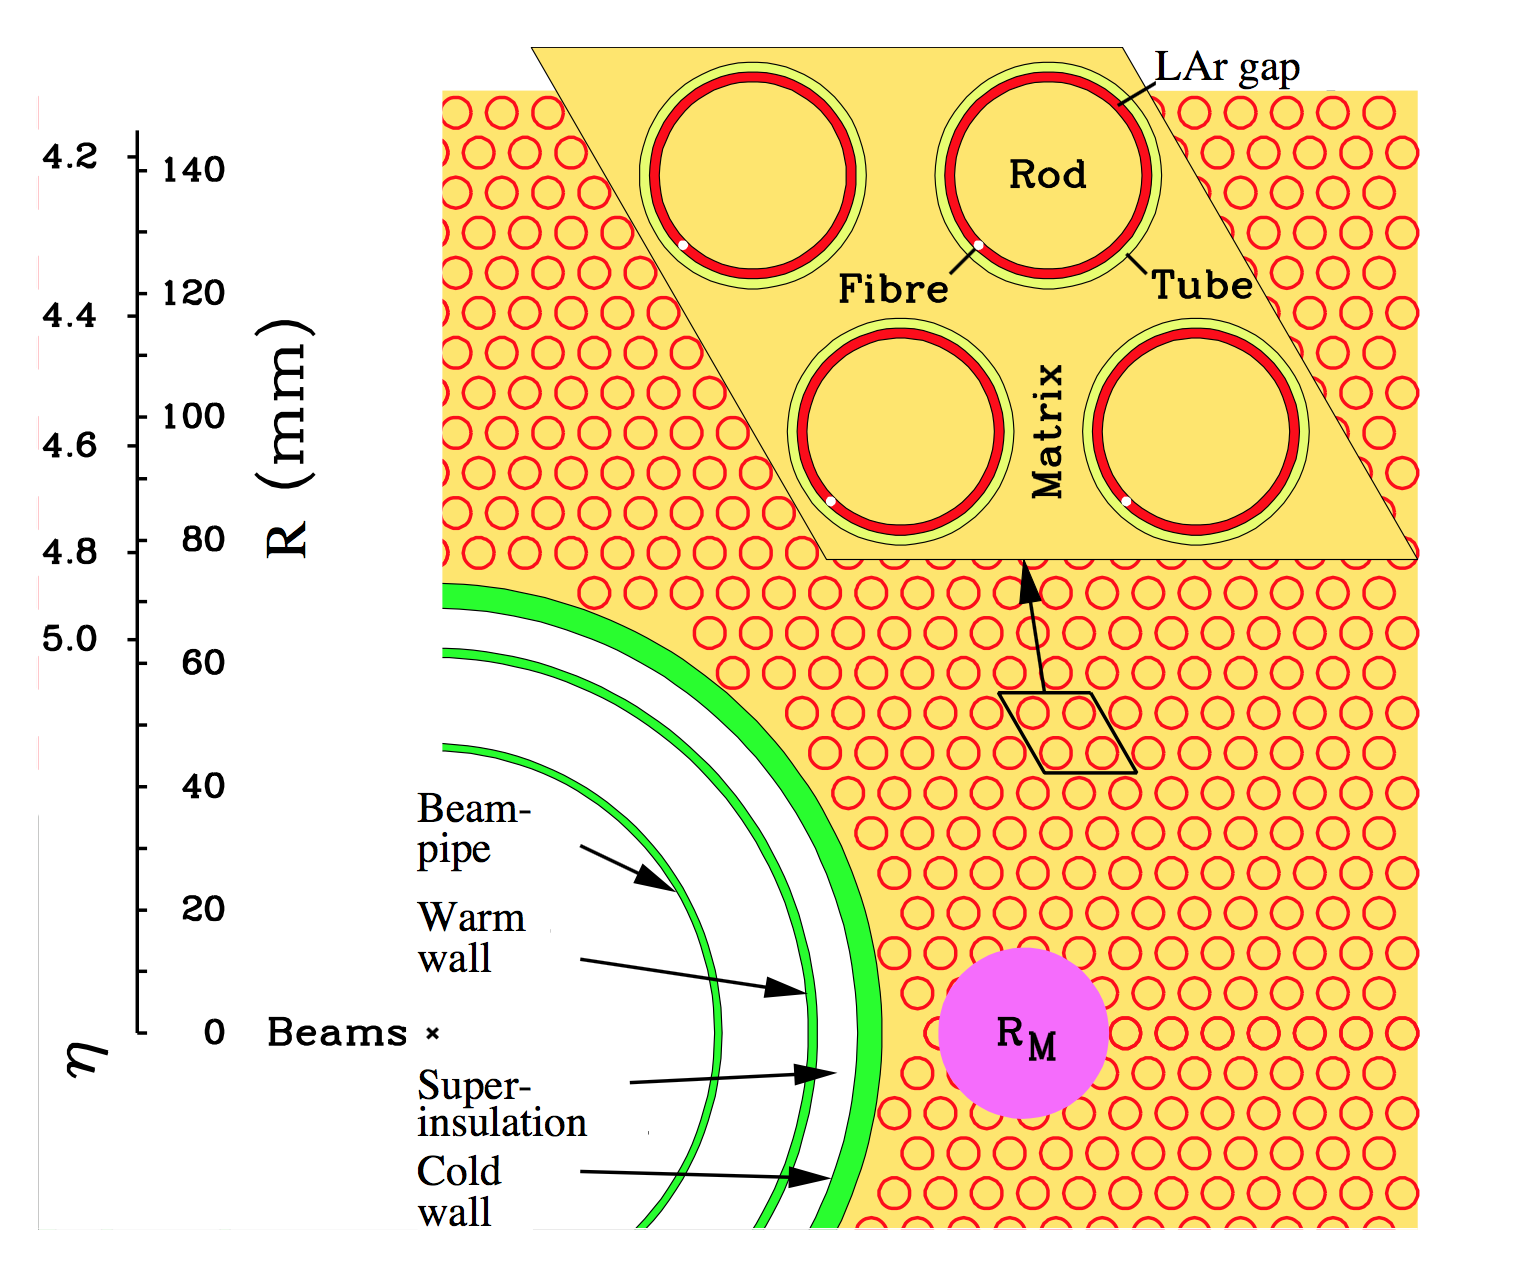 LAr gap
4.2
140
Rod
120
Fibre
Tube
4.4
R (mm)
Matrix
100
4.6
80
4.8
5.0
60
40
Beam-
pipe
20
Warm
wall
0
Beams ×
R_M
η
Super-
insulation
Cold
wall